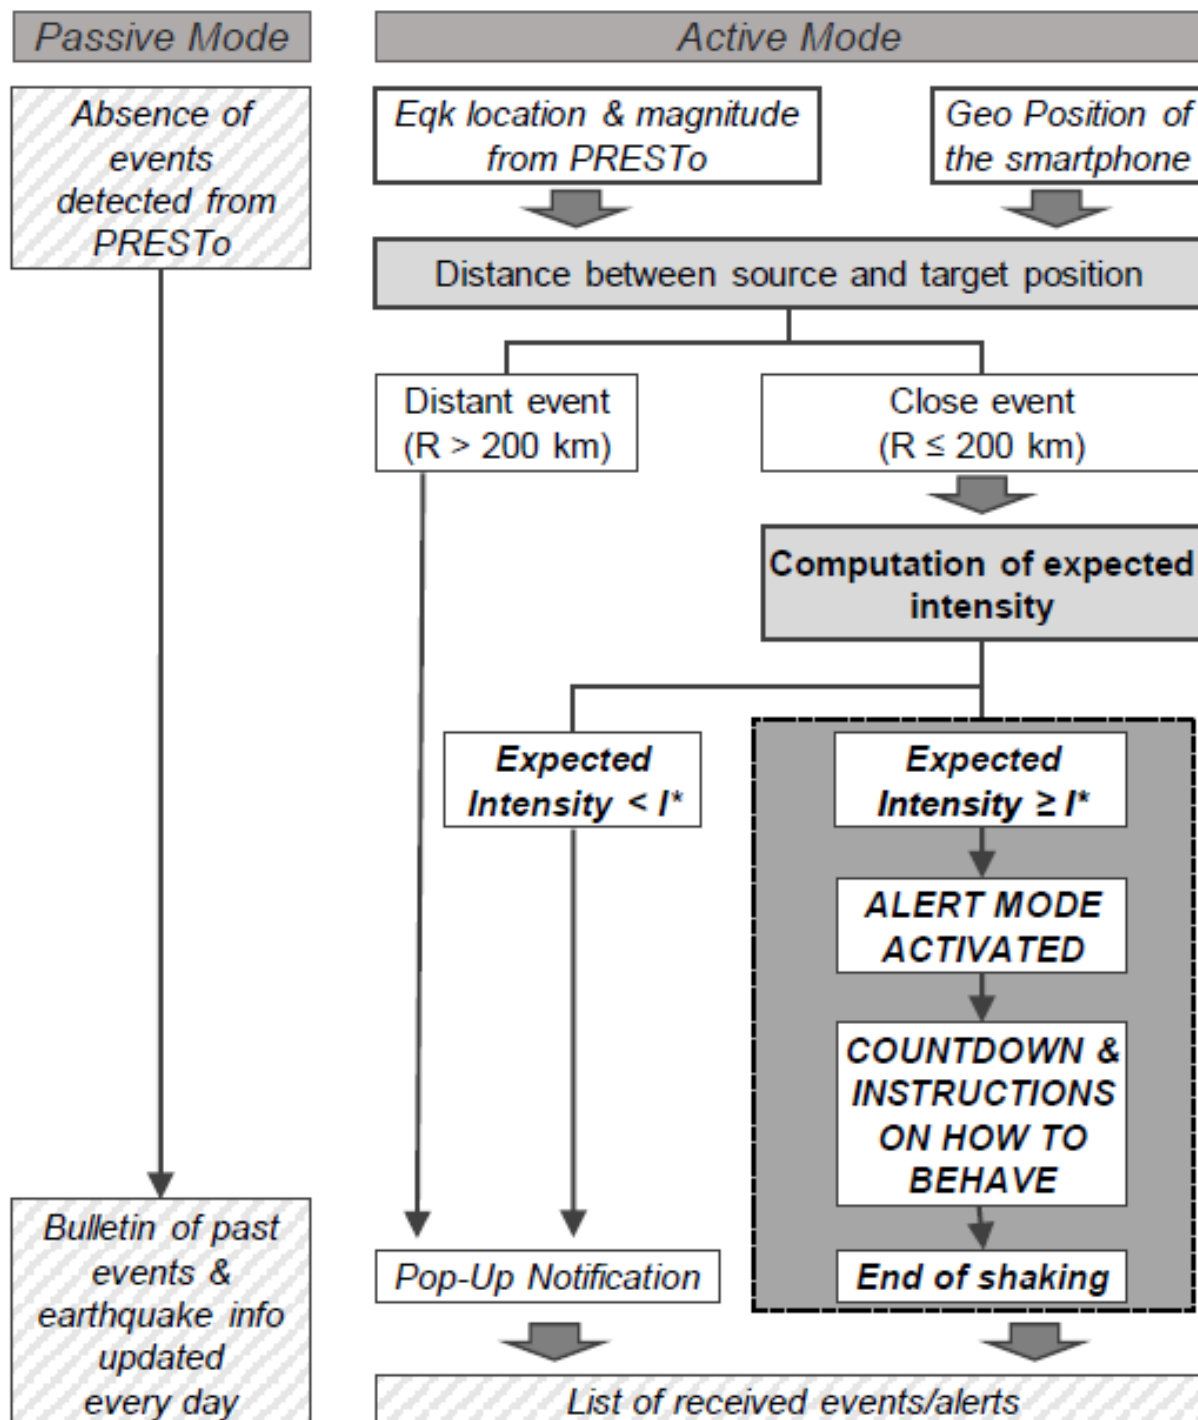 Passive Mode
Absence of
events
detected from
PRESTo
Bulletin of past
events &
earthquake info
updated
every day
Active Mode
Eqk location & magnitude
from PRESTo
Geo Position of
the smartphone
Distance between source and target position
Distant event
(R > 200 km)
Close event
(R ≤ 200 km)
Computation of expected
intensity
Expected
Intensity < I*
Expected
Intensity ≥ I*
ALERT MODE
ACTIVATED
COUNTDOWN &
INSTRUCTIONS
ON HOW TO
BEHAVE
End of shaking
Pop-Up Notification
List of received events/alerts